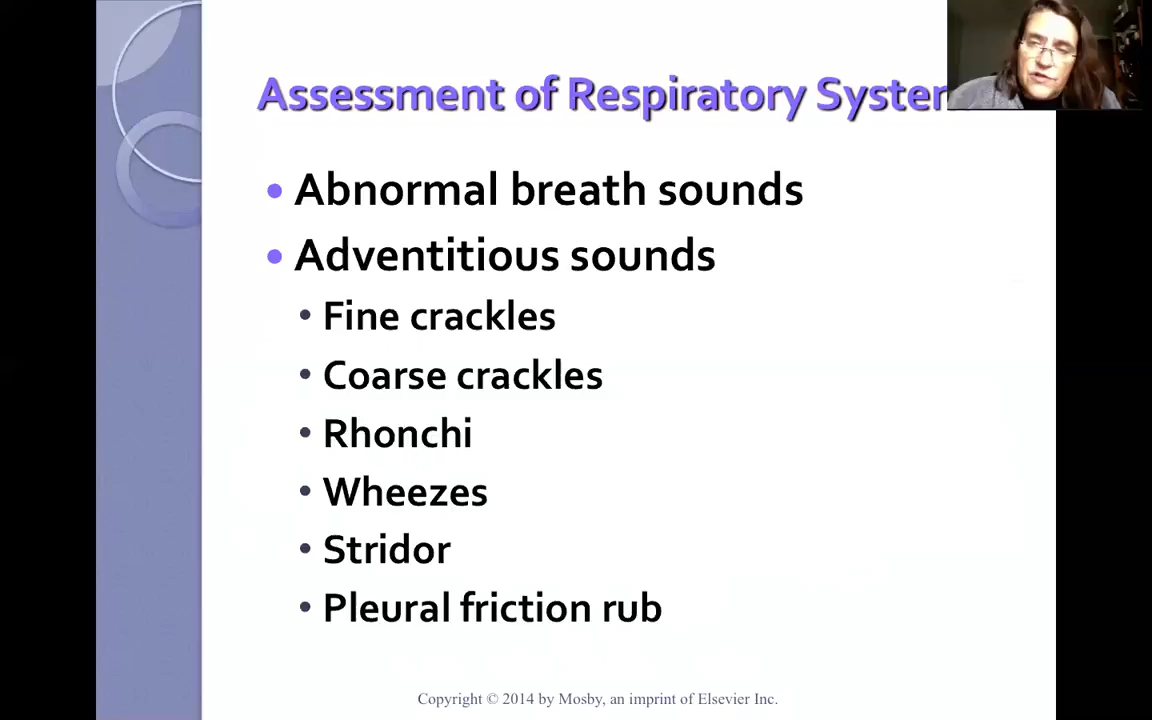 Assessment of Respiratory System
• Abnormal breath sounds
• Adventitious sounds
• Fine crackles
• Coarse crackles
• Rhonchi
• Wheezes
• Stridor
• Pleural friction rub
Copyright © 2014 by Mosby, an imprint of Elsevier Inc.